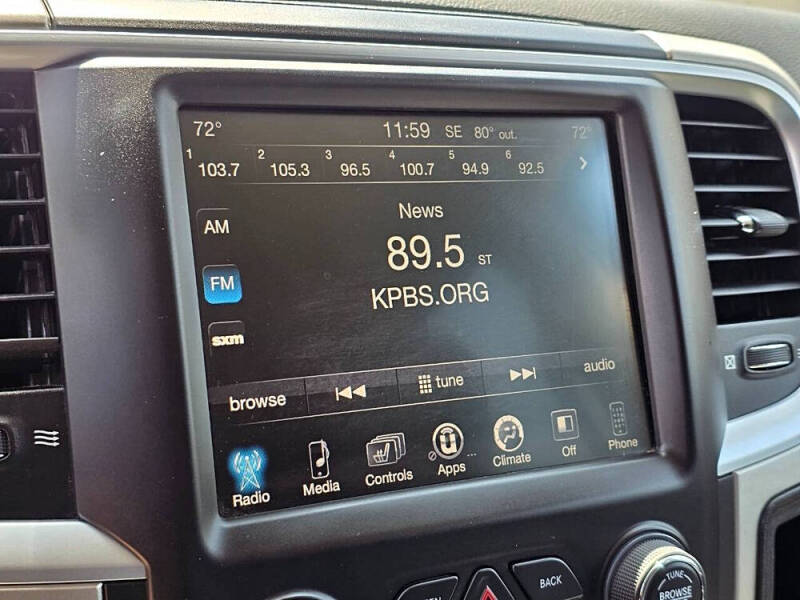 72° 11:59 SE 80° out. 72°
1 103.7 2 105.3 3 96.5 4 100.7 5 94.9 6 92.5 >
News
AM
89.5 ST
FM
KPBS.ORG
sxm
browse tune audio
Radio Media Controls Apps Climate Off Phone
BACK
TUNE
BROWSE